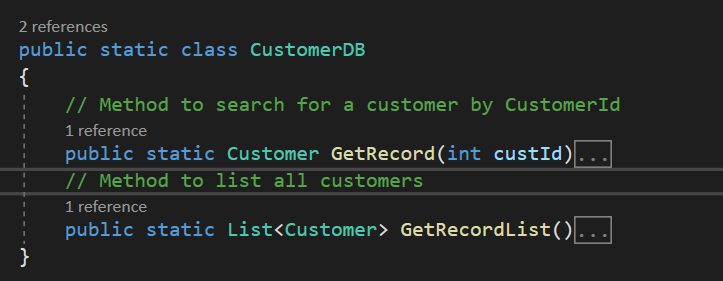 2 references
public static class CustomerDB
{
// Method to search for a customer by CustomerId
1 reference
public static Customer GetRecord(int custId)...
// Method to list all customers
1 reference
public static List<Customer> GetRecordList()...
}